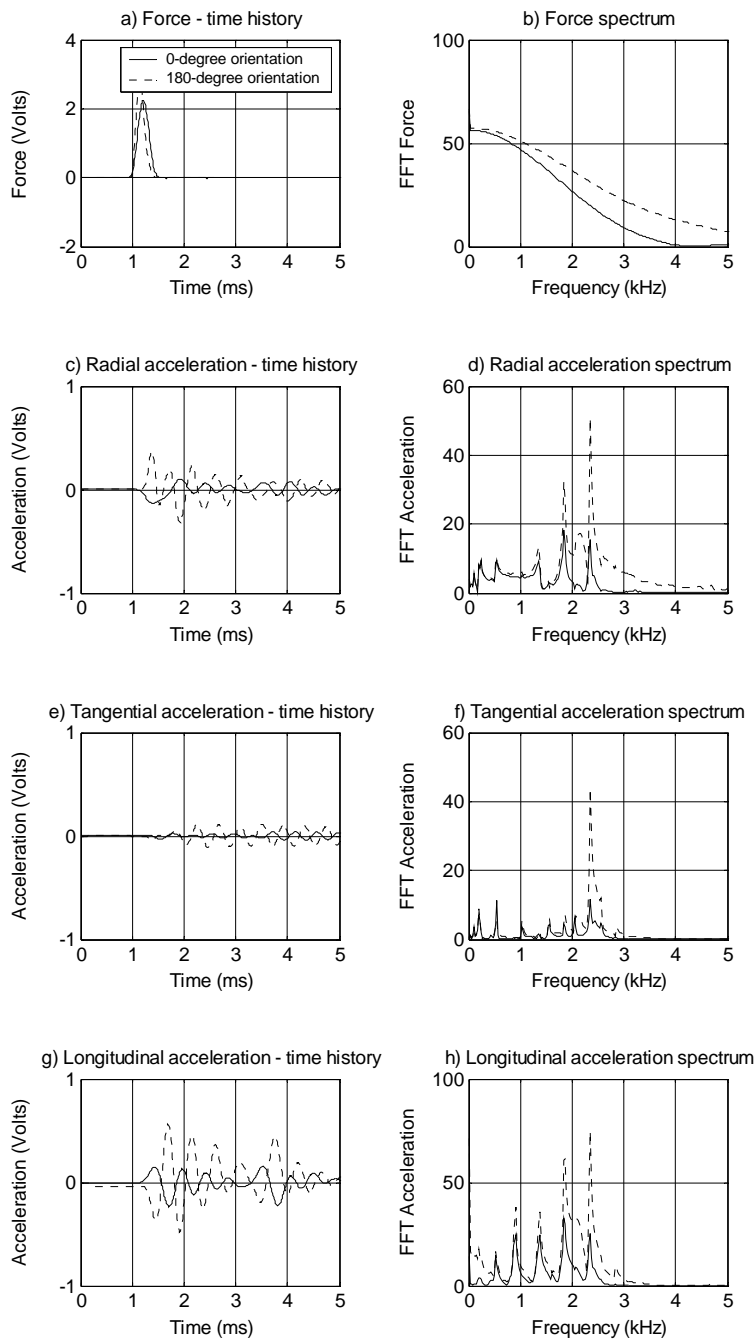 a) Force - time history
4
2
0
-2
Force (Volts)
0-degree orientation
180-degree orientation
0 1 2 3 4 5
Time (ms)
b) Force spectrum
100
50
0
FFT Force
0 1 2 3 4 5
Frequency (kHz)
c) Radial acceleration - time history
1
0
-1
Acceleration (Volts)
0 1 2 3 4 5
Time (ms)
d) Radial acceleration spectrum
60
40
20
0
FFT Acceleration
0 1 2 3 4 5
Frequency (kHz)
e) Tangential acceleration - time history
1
0
-1
Acceleration (Volts)
0 1 2 3 4 5
Time (ms)
f) Tangential acceleration spectrum
60
40
20
0
FFT Acceleration
0 1 2 3 4 5
Frequency (kHz)
g) Longitudinal acceleration - time history
1
0
-1
Acceleration (Volts)
0 1 2 3 4 5
Time (ms)
h) Longitudinal acceleration spectrum
100
50
0
FFT Acceleration
0 1 2 3 4 5
Frequency (kHz)